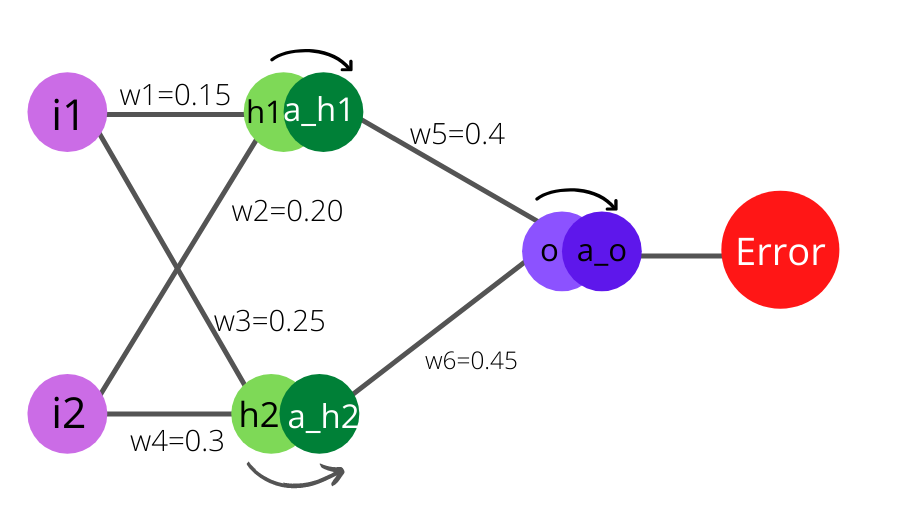 i1
w1=0.15
h1
a_h1
w5=0.4
w2=0.20
o
a_o
Error
w3=0.25
w6=0.45
i2
w4=0.3
h2
a_h2